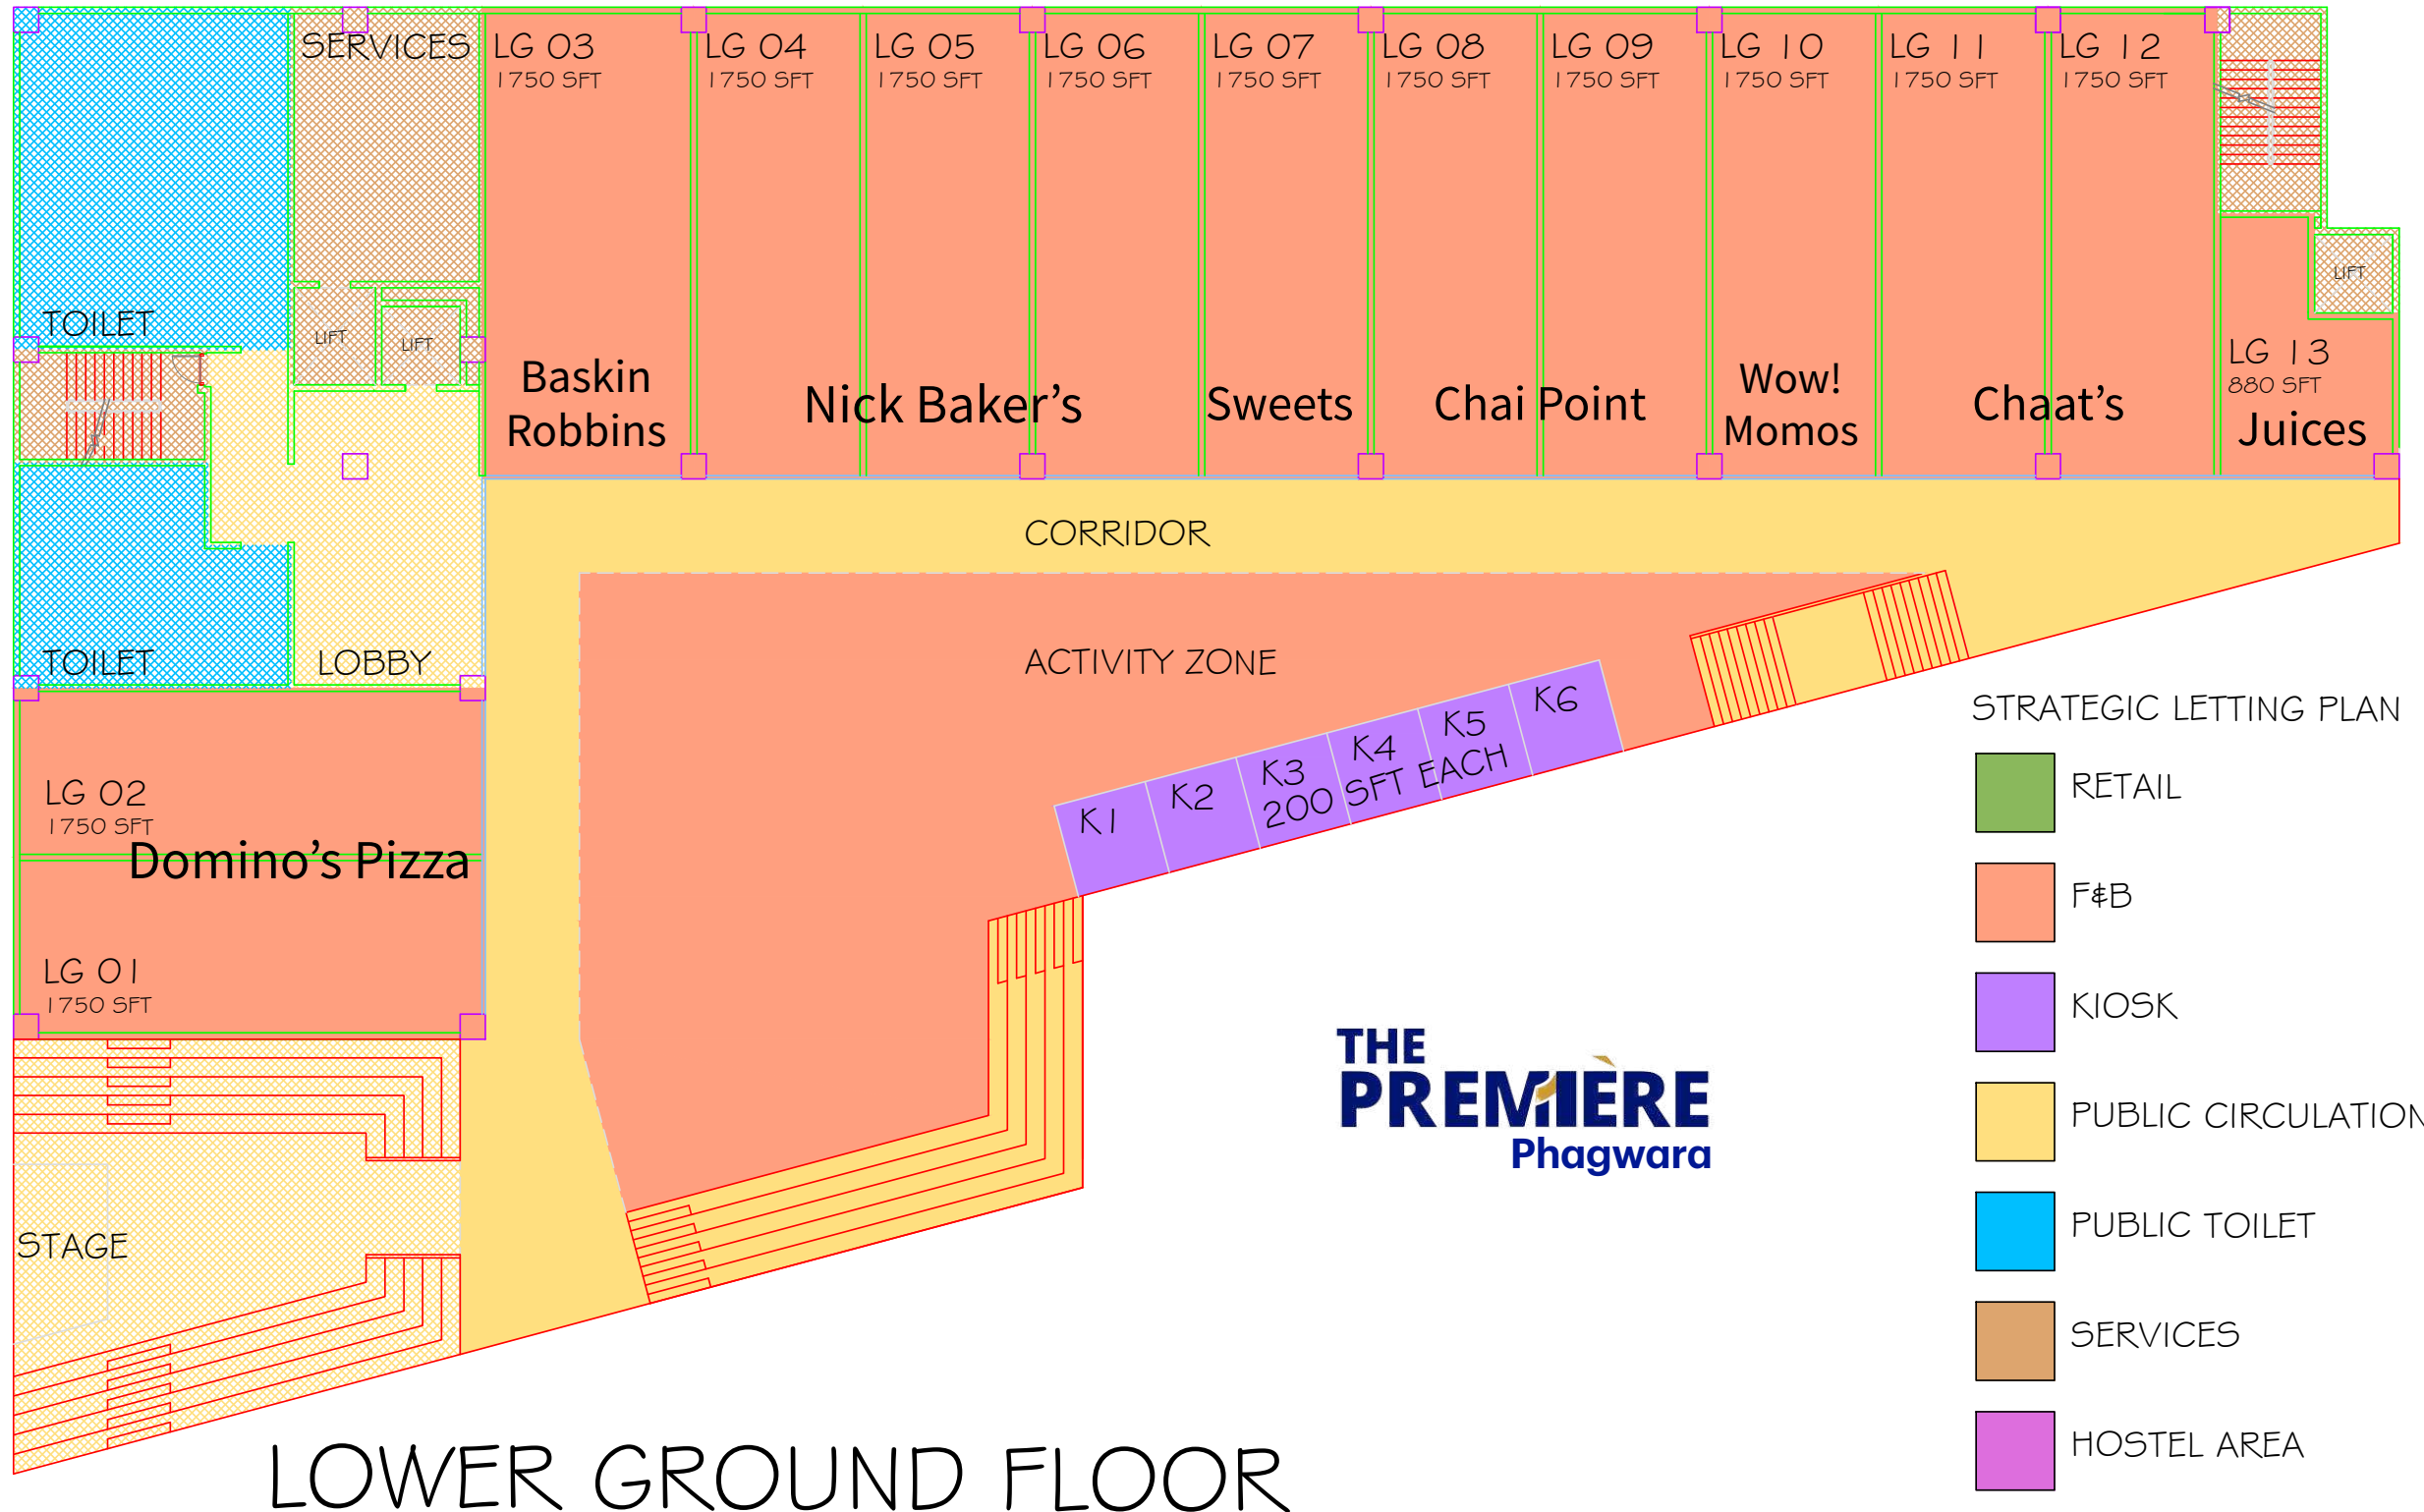 SERVICES
LG 03
1750 SFT
LG 04
1750 SFT
LG 05
1750 SFT
LG 06
1750 SFT
LG 07
1750 SFT
LG 08
1750 SFT
LG 09
1750 SFT
LG 10
1750 SFT
LG 11
1750 SFT
LG 12
1750 SFT
LIFT
TOILET
LIFT
LIFT
LG 13
880 SFT
Baskin
Robbins
Nick Baker's
Sweets
Chai Point
Wow!
Momos
Chaat's
Juices
CORRIDOR
TOILET
LOBBY
ACTIVITY ZONE
K1
K2
K3
K4
K5
K6
200 SFT EACH
LG 02
1750 SFT
Domino's Pizza
LG 01
1750 SFT
STAGE
THE
PREMIÈRE
Phagwara
STRATEGIC LETTING PLAN
RETAIL
F&B
KIOSK
PUBLIC CIRCULATION
PUBLIC TOILET
SERVICES
HOSTEL AREA
LOWER GROUND FLOOR